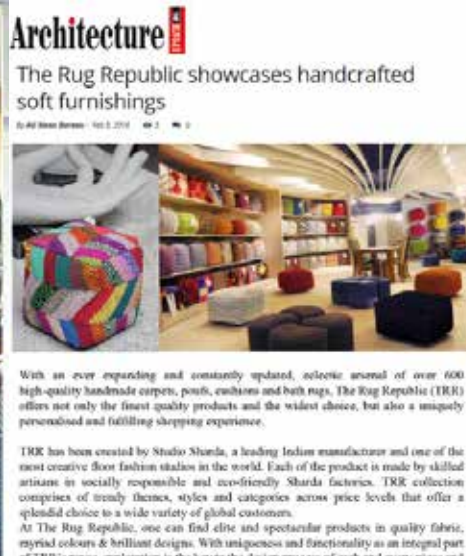 Architecture
The Rug Republic showcases handcrafted
soft furnishings
With an ever expanding and constantly updated, eclectic arsenal of over 600
high-quality handmade carpets, poufs, cushions and bath rugs, The Rug Republic (TRR)
offers not only the finest quality products and the widest choice, but also a uniquely
personalised and fulfilling shopping experience.
TRR has been created by Studio Sharda, a leading Indian manufacturer and one of the
most creative floor fashion studios in the world. Each of the product is made by skilled
artisans in socially responsible and eco-friendly Sharda factories. TRR collection
comprises of trendy themes, styles and categories across price levels that offer a
splendid choice to a wide variety of global customers.
At The Rug Republic, one can find elite and spectacular products in quality fabric,
myriad colours & brilliant designs. With uniqueness and functionality as an integral part